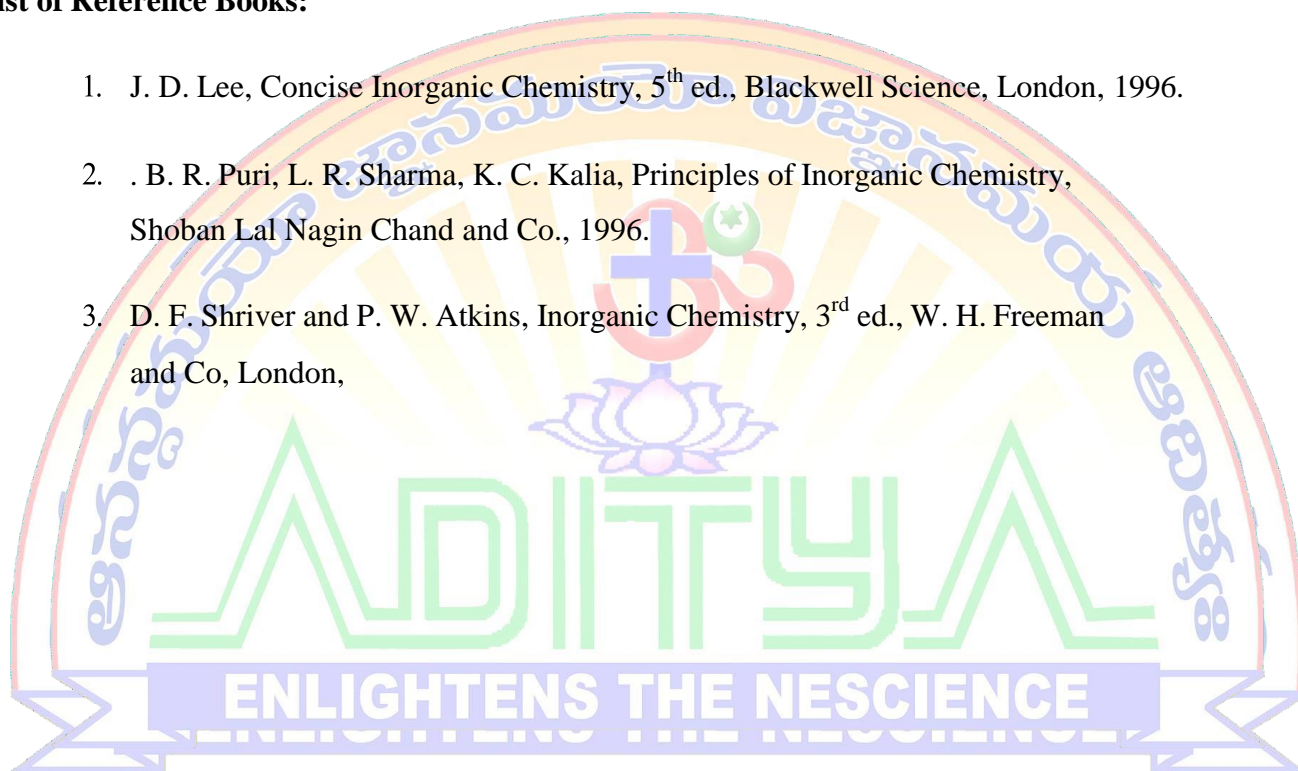 ist of Reference Books:
1. J. D. Lee, Concise Inorganic Chemistry, 5th ed., Blackwell Science, London, 1996.
2. . B. R. Puri, L. R. Sharma, K. C. Kalia, Principles of Inorganic Chemistry,
Shoban Lal Nagin Chand and Co., 1996.
3. D. F. Shriver and P. W. Atkins, Inorganic Chemistry, 3rd ed., W. H. Freeman
and Co, London,
ADITYA
ENLIGHTENS THE NESCIENCE